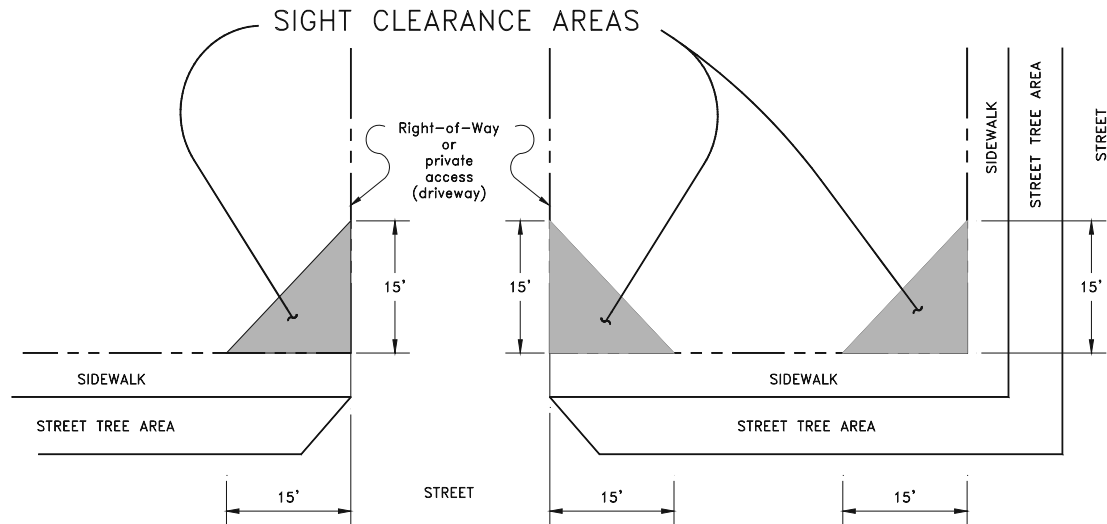 SIGHT CLEARANCE AREAS
Right-of-Way
or
private
access
(driveway)
SIDEWALK
STREET TREE AREA
STREET
15'
15'
15'
SIDEWALK
STREET TREE AREA
SIDEWALK
STREET TREE AREA
15'
STREET
15'
15'